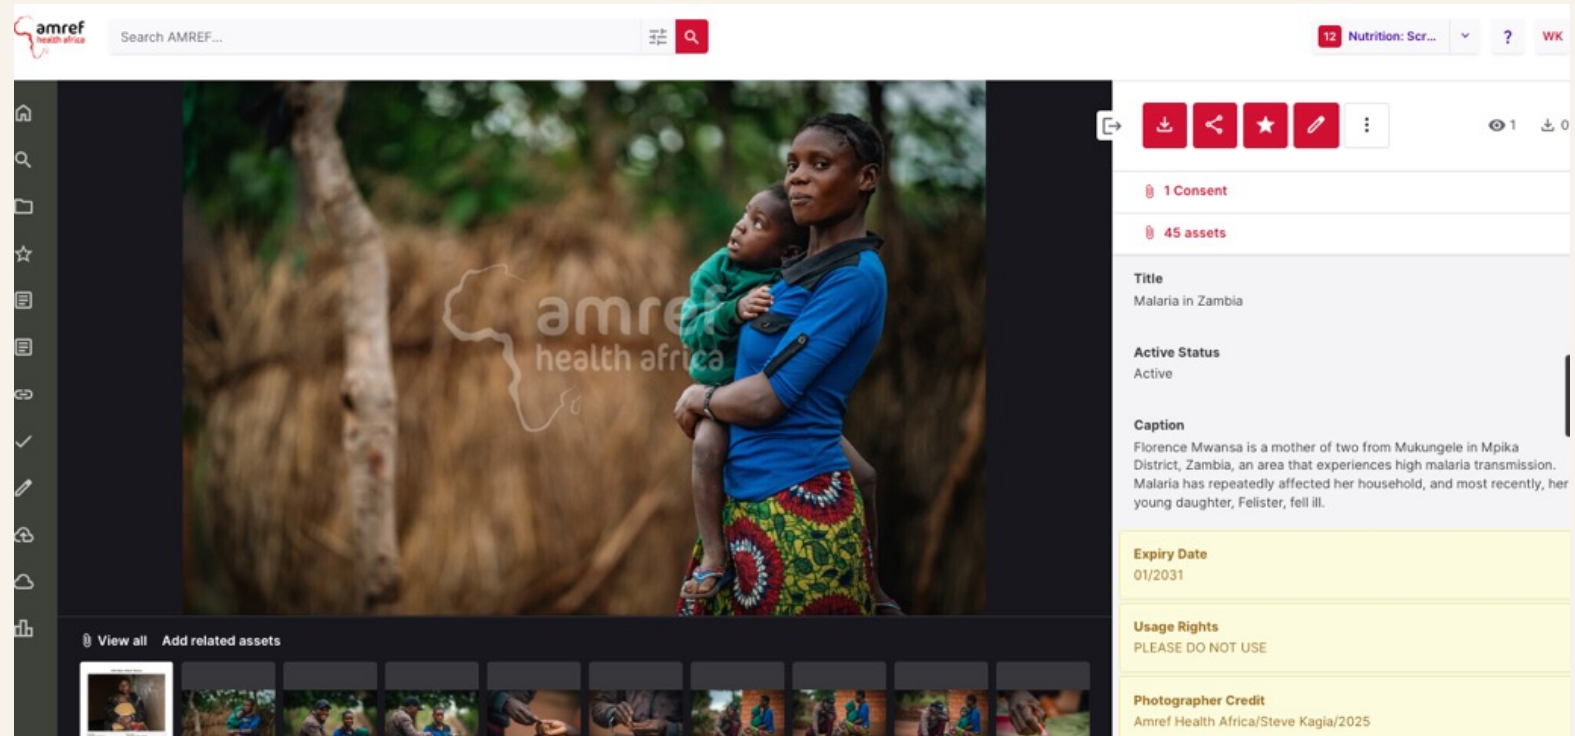 amref
health africa
Search AMREF...
12 Nutrition: Scr...
?
WK
1
0
1 Consent
45 assets
Title
Malaria in Zambia
Active Status
Active
Caption
Florence Mwansa is a mother of two from Mukungele in Mpika
District, Zambia, an area that experiences high malaria transmission.
Malaria has repeatedly affected her household, and most recently, her
young daughter, Felister, fell ill.
Expiry Date
01/2031
Usage Rights
PLEASE DO NOT USE
Photographer Credit
Amref Health Africa/Steve Kagia/2025
amref
health africa
View all Add related assets